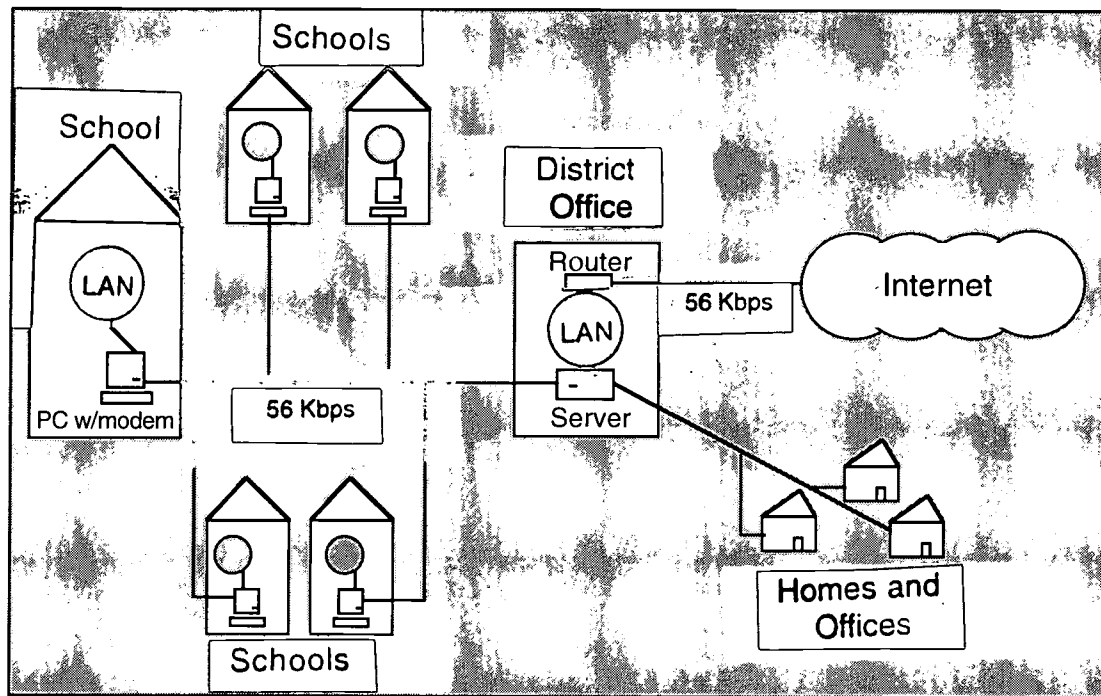 Schools
School
District
Office
LAN
Router
Internet
56 Kbps
LAN
PC w/modem
56 Kbps
Server
Homes and
Offices
Schools